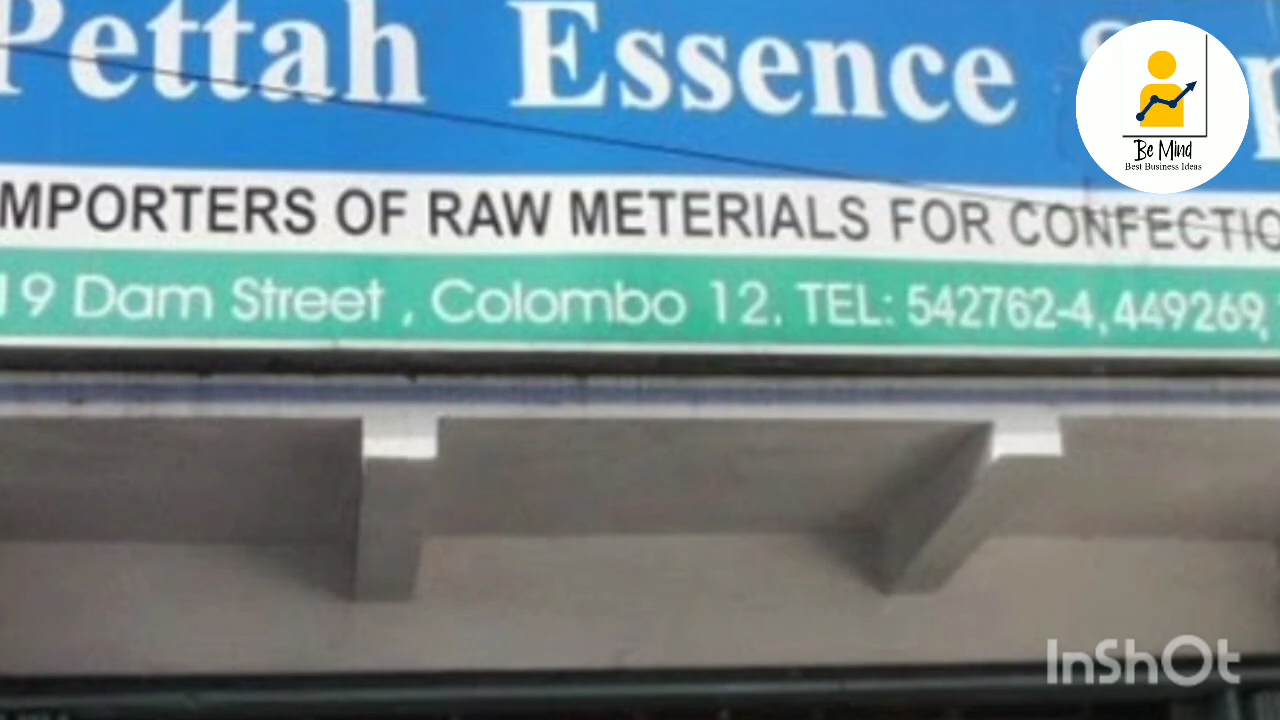 Pettah Essence
IMPORTERS OF RAW METERIALS FOR CONFECTIO
19 Dam Street , Colombo 12. TEL: 542762-4, 449269,
Be Mind
Best Business Ideas
InShOt